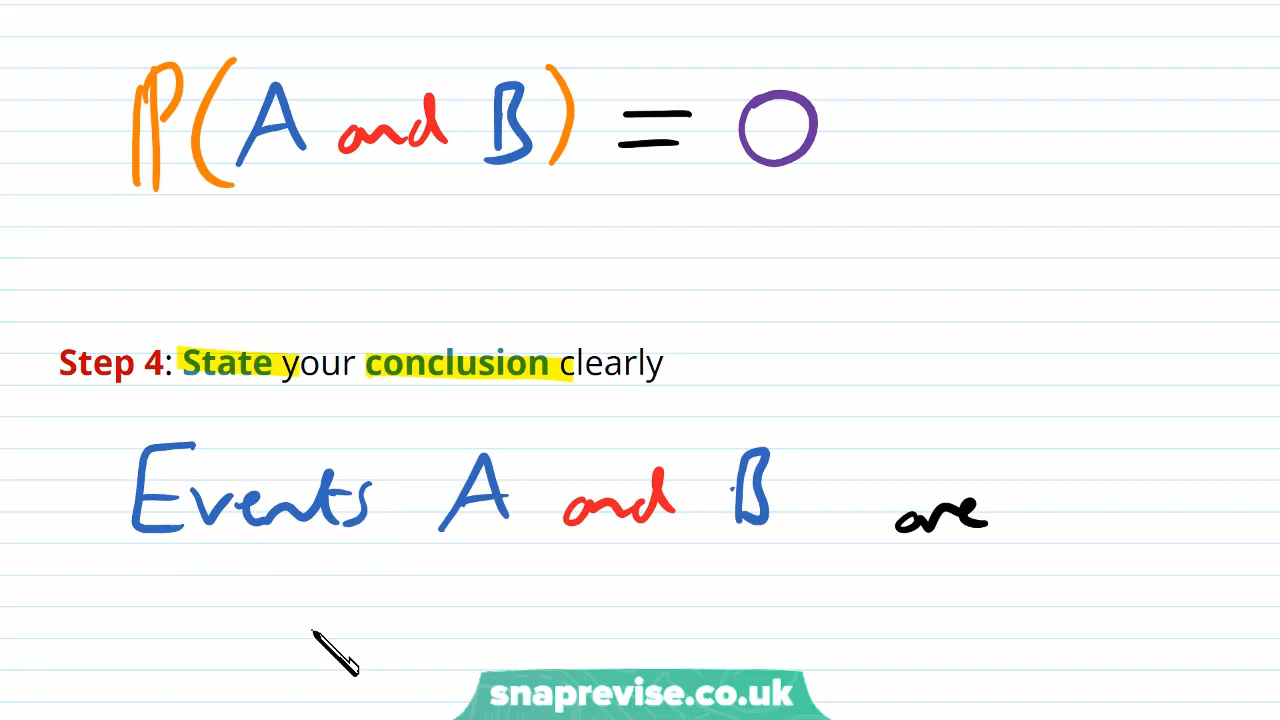 P(A and B) = 0
Step 4: State your conclusion clearly
Events A and B are
snaprevise.co.uk